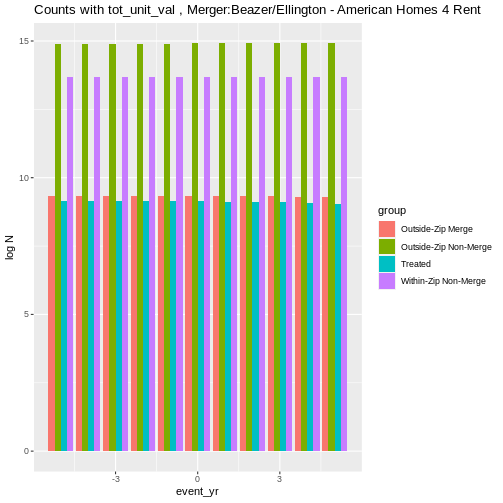 Counts with tot_unit_val , Merger:Beazer/Ellington - American Homes 4 Rent
15
10
5
0
log N
-3
0
3
event_yr
group
Outside-Zip Merge
Outside-Zip Non-Merge
Treated
Within-Zip Non-Merge